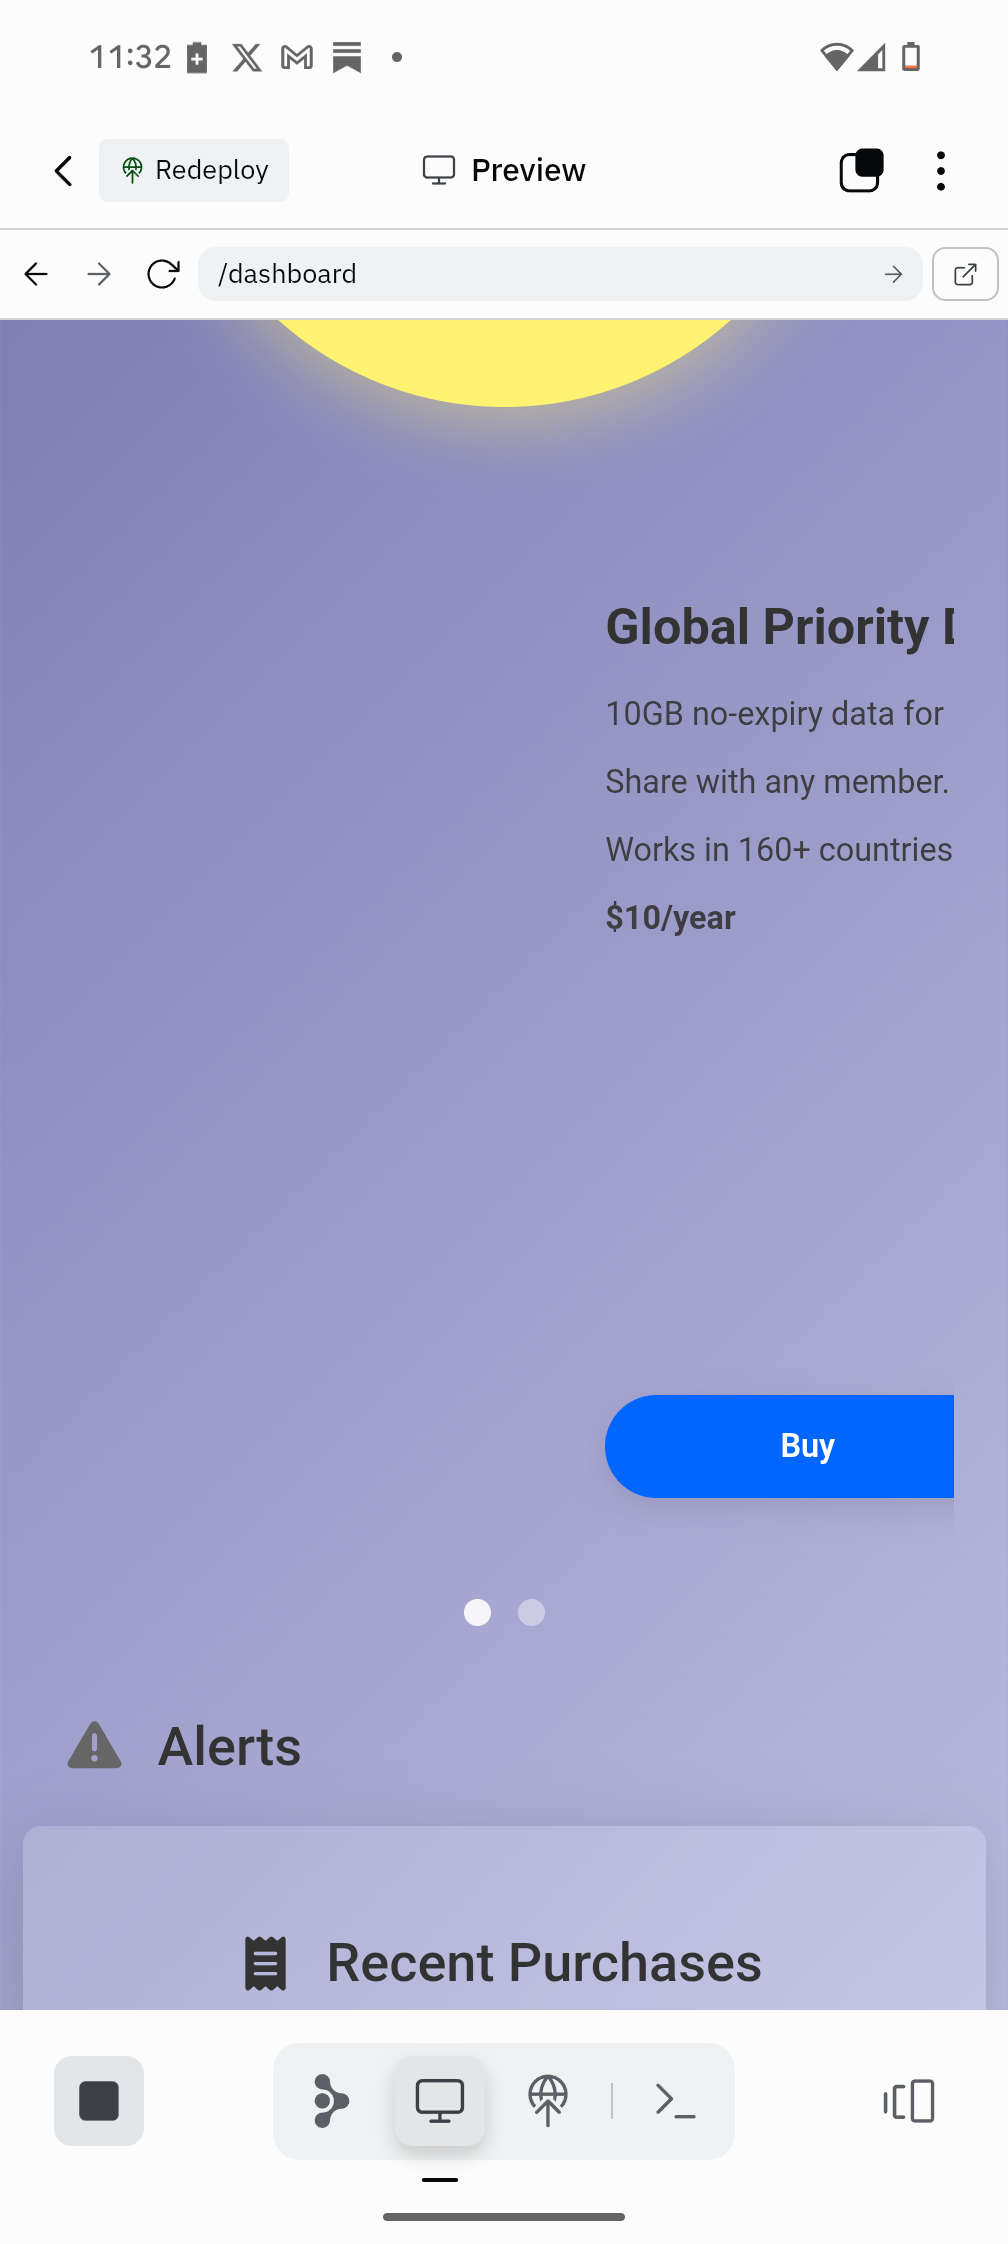 11:32
Redeploy
Preview
/dashboard
Global Priority
10GB no-expiry data for
Share with any member.
Works in 160+ countries
$10/year
Buy
Alerts
Recent Purchases